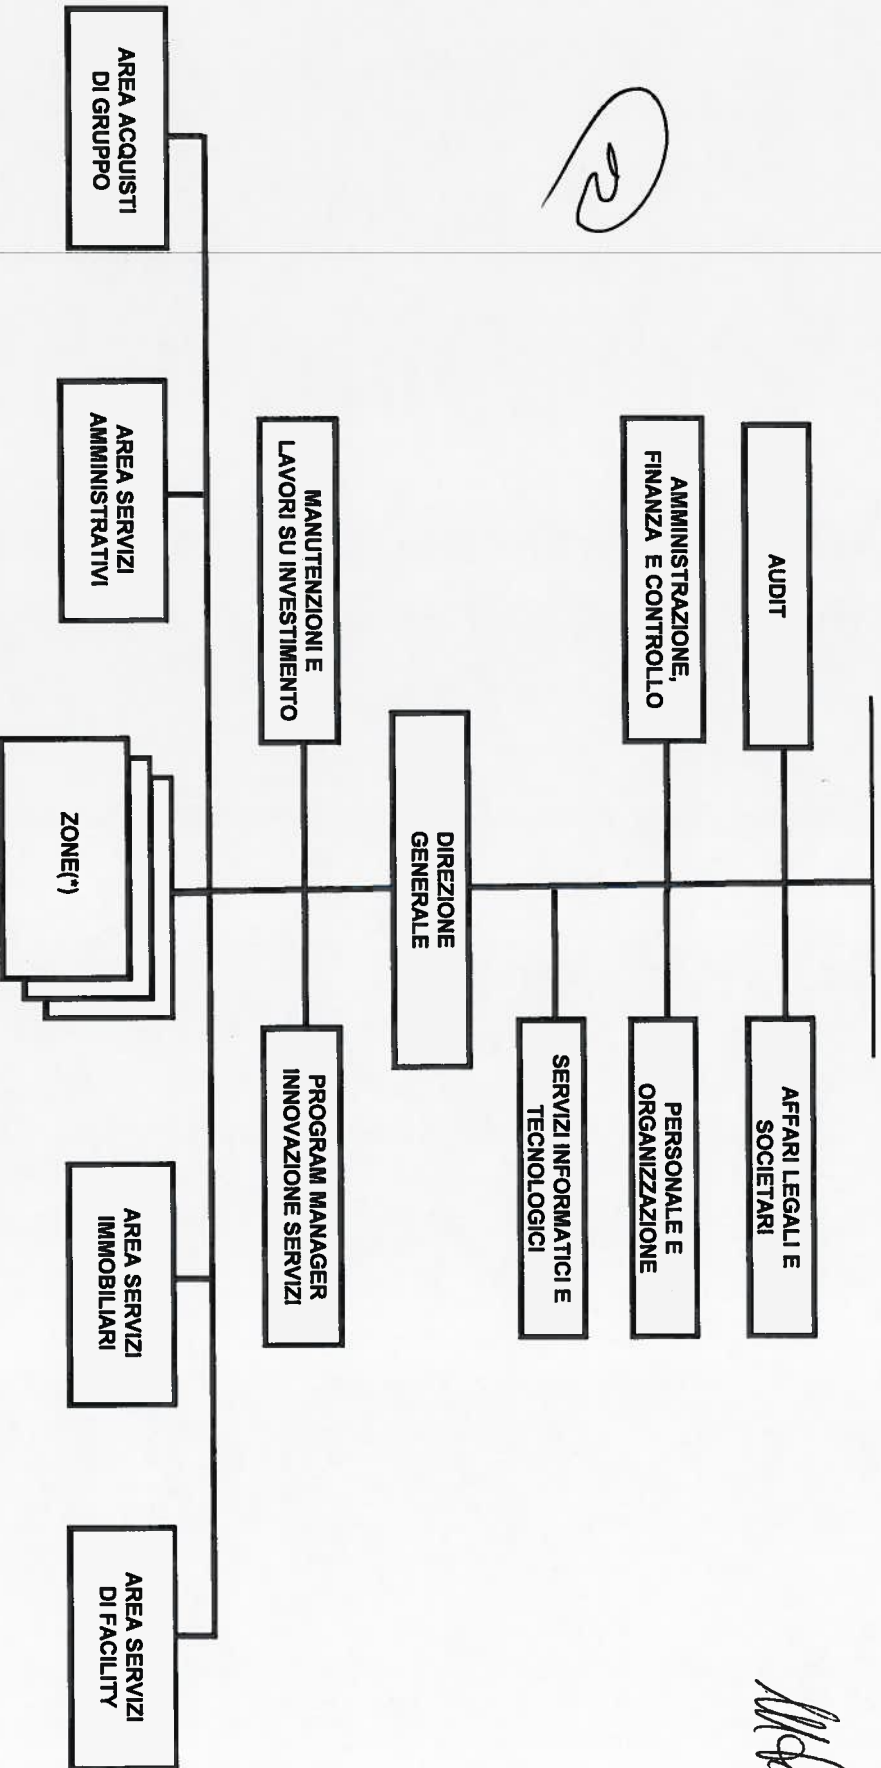 AUDIT
AFFARI LEGALI E
SOCIETARI
AMMINISTRAZIONE,
FINANZA E CONTROLLO
PERSONALE E
ORGANIZZAZIONE
SERVIZI INFORMATICI E
TECNOLOGICI
DIREZIONE
GENERALE
MANUTENZIONI E
LAVORI SU INVESTIMENTO
PROGRAM MANAGER
INNOVAZIONE SERVIZI
AREA ACQUISTI
DI GRUPPO
AREA SERVIZI
AMMINISTRATIVI
ZONE(*)
AREA SERVIZI
IMMOBILIARI
AREA SERVIZI
DI FACILITY